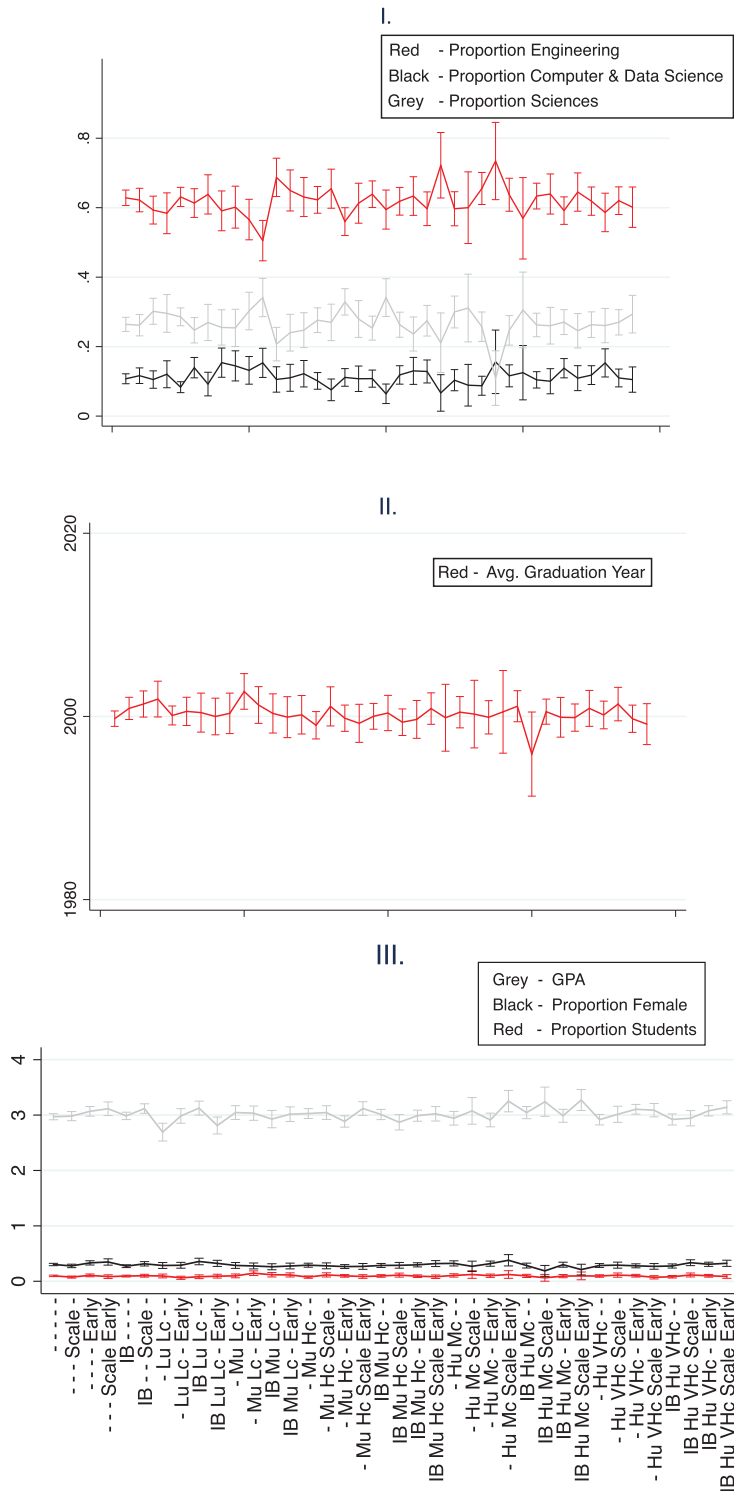 I.
Red - Proportion Engineering
Black - Proportion Computer & Data Science
Grey - Proportion Sciences
.8
.6
.4
.2
0
II.
2020
Red - Avg. Graduation Year
2000
1980
III.
Grey - GPA
Black - Proportion Female
Red - Proportion Students
4
3
2
1
0
- - - - -
- - - Scale -
- - - - Early
- - - Scale Early
IB - - - -
IB - - Scale -
- Lu Lc - -
- Lu Lc - Early
IB Lu Lc - -
IB Lu Lc - Early
- Mu Lc - -
- Mu Lc - Early
IB Mu Lc - -
IB Mu Lc - Early
- Mu Hc - -
- Mu Hc Scale -
- Mu Hc - Early
- Mu Hc Scale Early
IB Mu Hc - -
IB Mu Hc Scale -
IB Mu Hc - Early
IB Mu Hc Scale Early
- Hu Mc - -
- Hu Mc Scale -
- Hu Mc - Early
- Hu Mc Scale Early
IB Hu Mc - -
IB Hu Mc Scale -
IB Hu Mc - Early
IB Hu Mc Scale Early
- Hu VHc - -
- Hu VHc Scale -
- Hu VHc - Early
- Hu VHc Scale Early
IB Hu VHc - -
IB Hu VHc Scale -
IB Hu VHc - Early
IB Hu VHc Scale Early